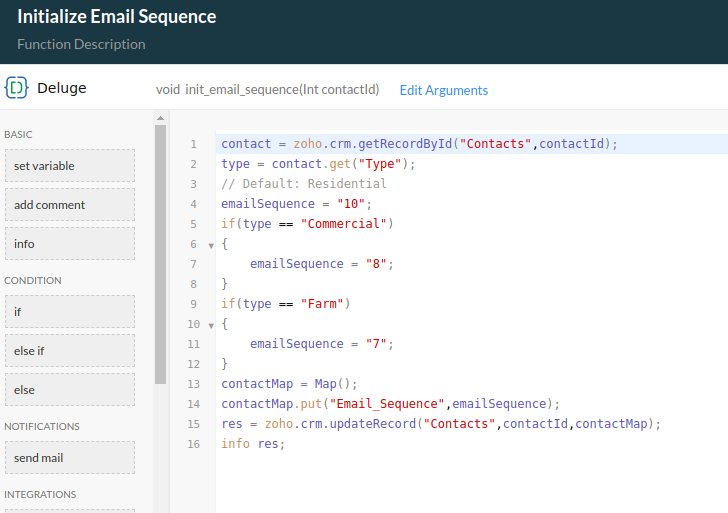 Initialize Email Sequence
Function Description
{[]} Deluge
void init_email_sequence(Int contactId) Edit Arguments
BASIC
set variable
add comment
info
CONDITION
if
else if
else
NOTIFICATIONS
send mail
INTEGRATIONS
1 contact = zoho.crm.getRecordById("Contacts",contactId);
2 type = contact.get("Type");
3 // Default: Residential
4 emailSequence = "10";
5 if(type == "Commercial")
6 {
7 emailSequence = "8";
8 }
9 if(type == "Farm")
10 {
11 emailSequence = "7";
12 }
13 contactMap = Map();
14 contactMap.put("Email_Sequence",emailSequence);
15 res = zoho.crm.updateRecord("Contacts",contactId,contactMap);
16 info res;